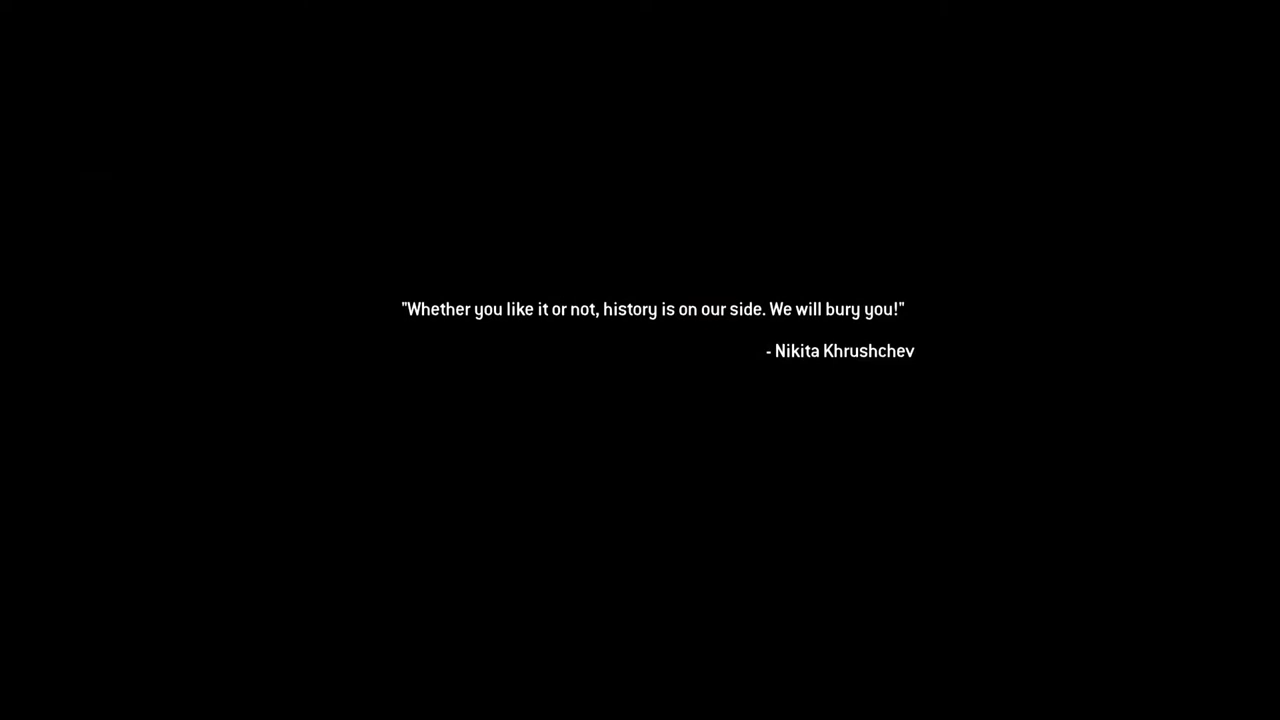 "Whether you like it or not, history is on our side. We will bury you!"
- Nikita Khrushchev